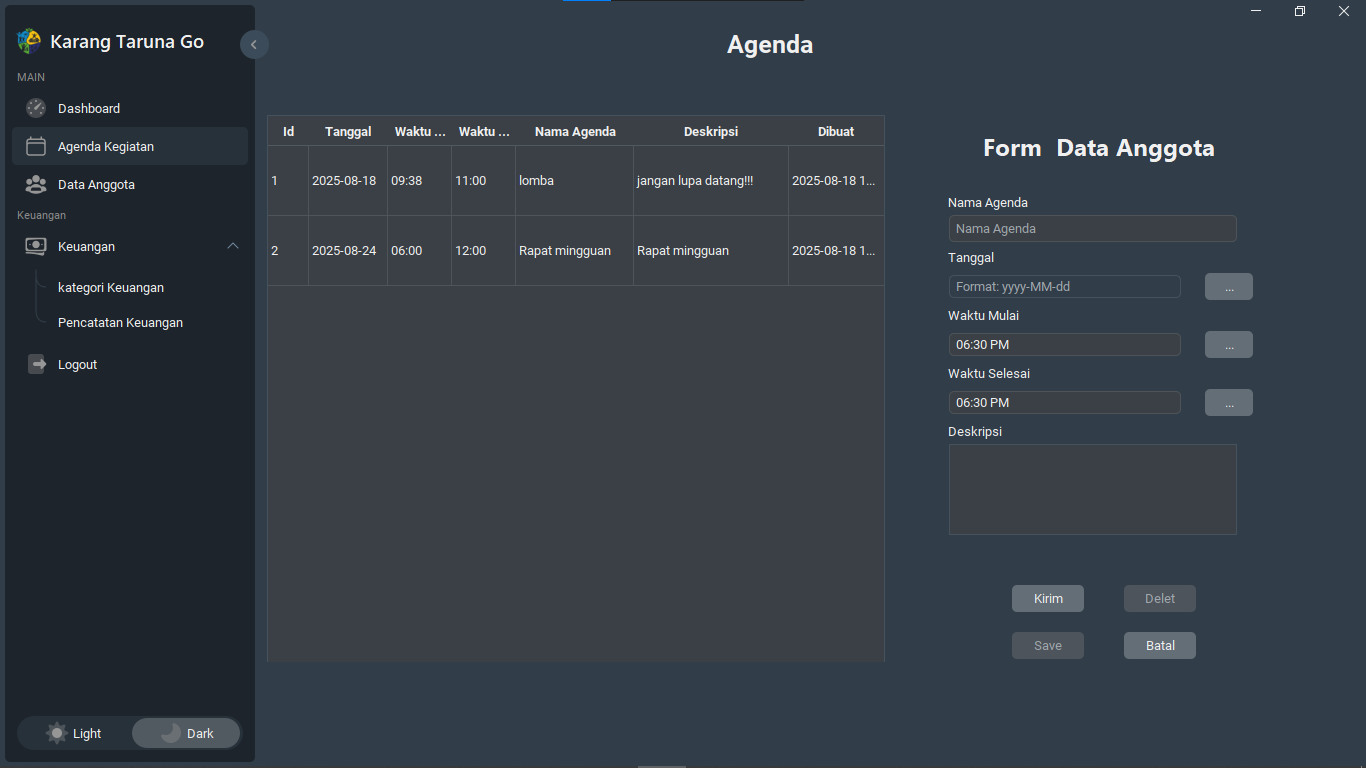 Karang Taruna Go
MAIN
Dashboard
Agenda Kegiatan
Data Anggota
Keuangan
Keuangan
kategori Keuangan
Pencatatan Keuangan
Logout
Light Dark
Agenda
Id Tanggal Waktu ... Waktu ... Nama Agenda Deskripsi Dibuat
1 2025-08-18 09:38 11:00 lomba jangan lupa datang!!! 2025-08-18 1...
2 2025-08-24 06:00 12:00 Rapat mingguan Rapat mingguan 2025-08-18 1...
Form Data Anggota
Nama Agenda
Nama Agenda
Tanggal
Format: yyyy-MM-dd ...
Waktu Mulai
06:30 PM ...
Waktu Selesai
06:30 PM ...
Deskripsi
Kirim Delet
Save Batal